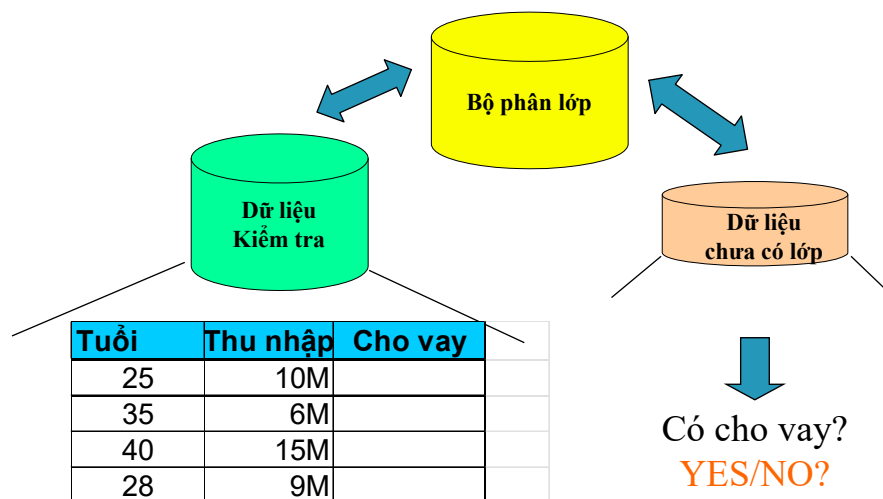 Bộ phân lớp
Dữ liệu
Kiểm tra
Dữ liệu
chưa có lớp
Tuổi Thu nhập Cho vay
25 10M
35 6M
40 15M
28 9M
Có cho vay?
YES/NO?